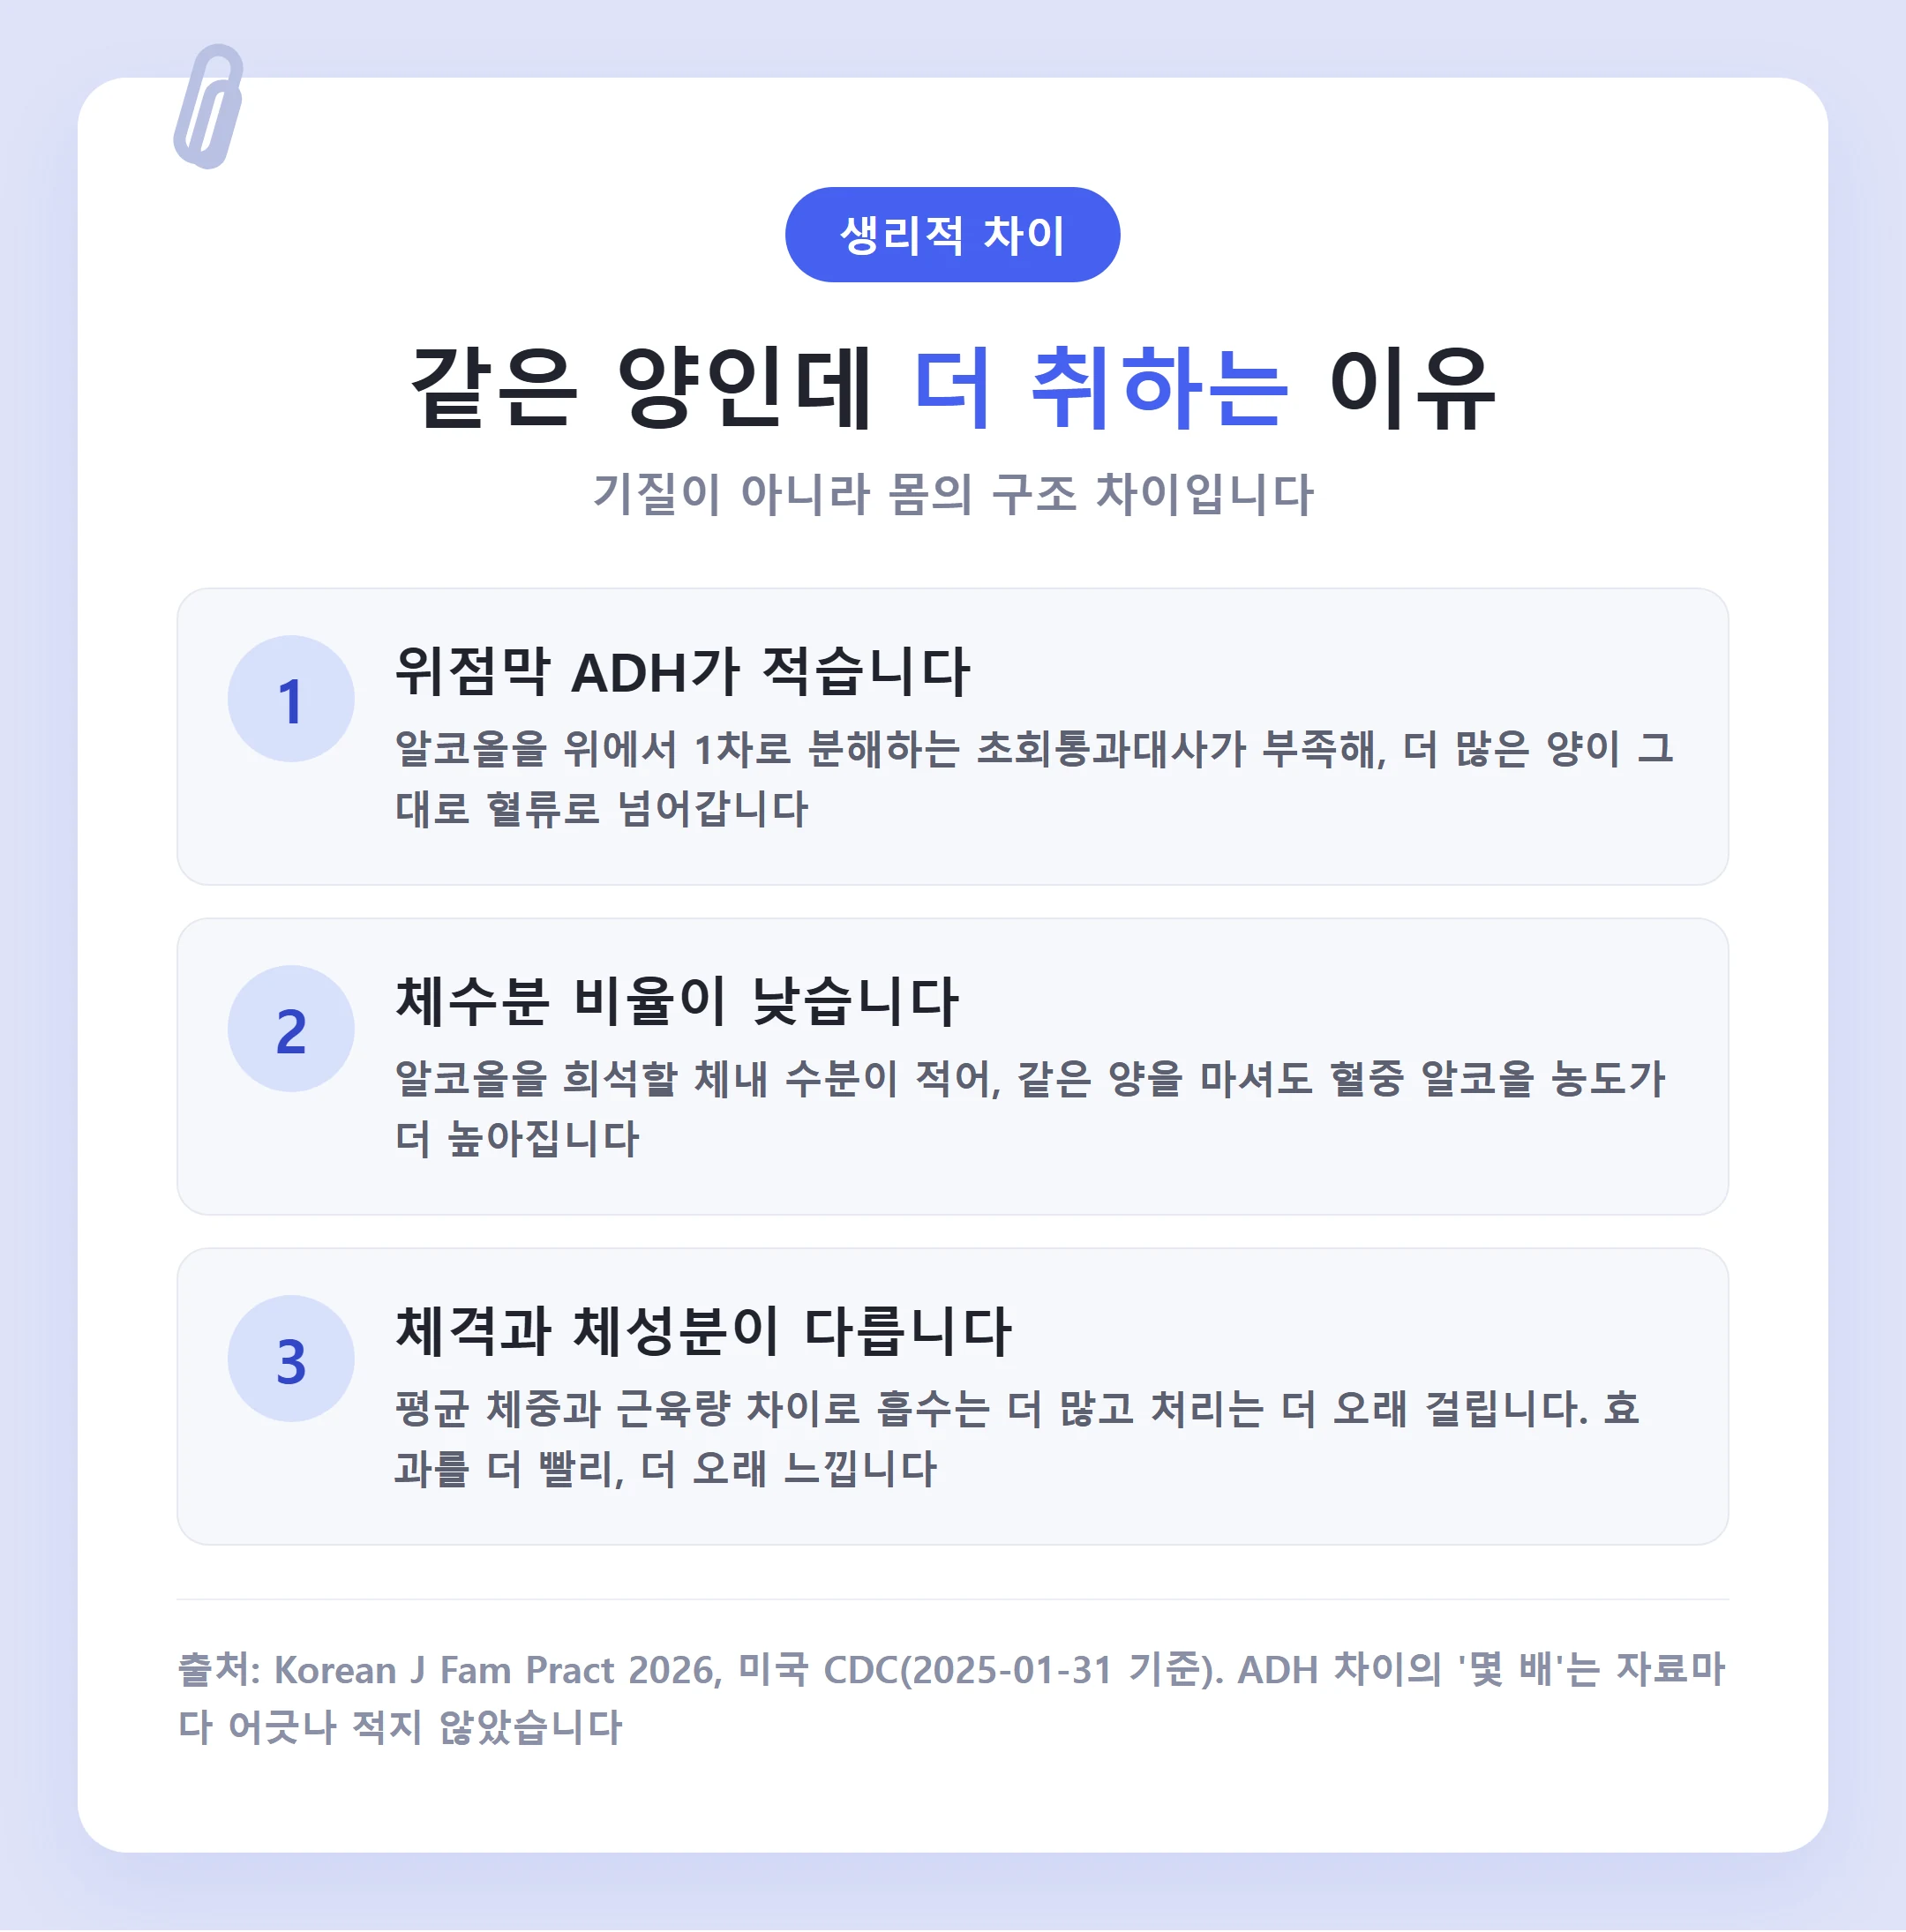 생리적 차이
같은 양인데 더 취하는 이유
기질이 아니라 몸의 구조 차이입니다
1
위점막 ADH가 적습니다
알코올을 위에서 1차로 분해하는 초회통과대사가 부족해, 더 많은 양이 그
대로 혈류로 넘어갑니다
2
체수분 비율이 낮습니다
알코올을 희석할 체내 수분이 적어, 같은 양을 마셔도 혈중 알코올 농도가
더 높아집니다
3
체격과 체성분이 다릅니다
평균 체중과 근육량 차이로 흡수는 더 많고 처리는 더 오래 걸립니다. 효
과를 더 빨리, 더 오래 느낍니다
출처: Korean J Fam Pract 2026, 미국 CDC(2025-01-31 기준). ADH 차이의 '몇 배'는 자료마
다 어긋나 적지 않았습니다